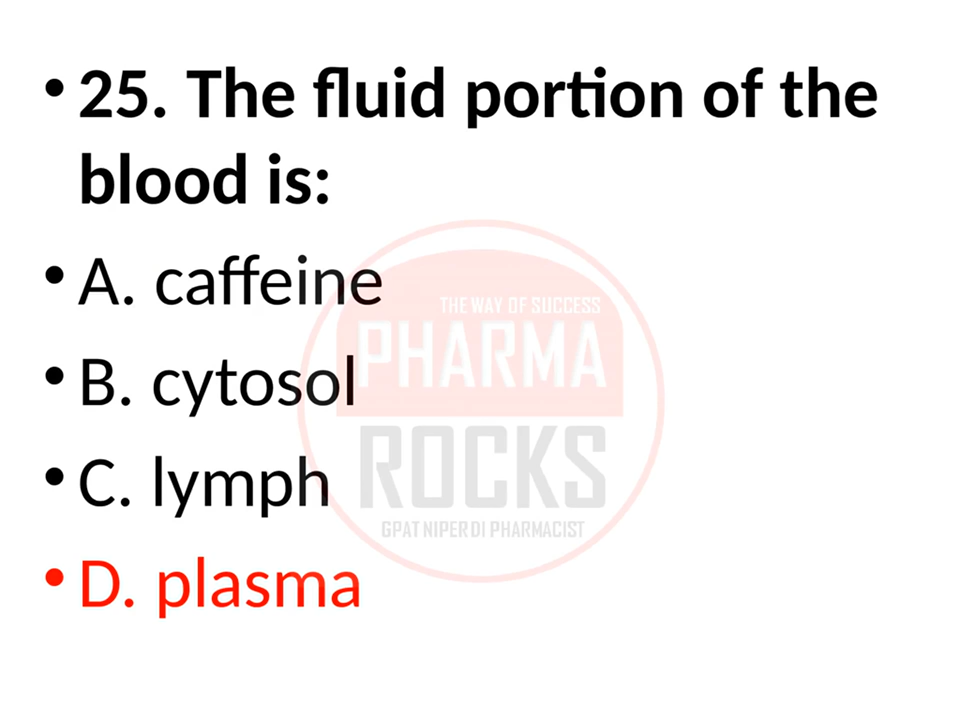 • 25. The fluid portion of the
blood is:
• A. caffeine
THE WAY OF SUCCESS
PHARMA
• B. cytosol
ROCKS
• C. lymph
GPAT NIPER DI PHARMACIST
• D. plasma